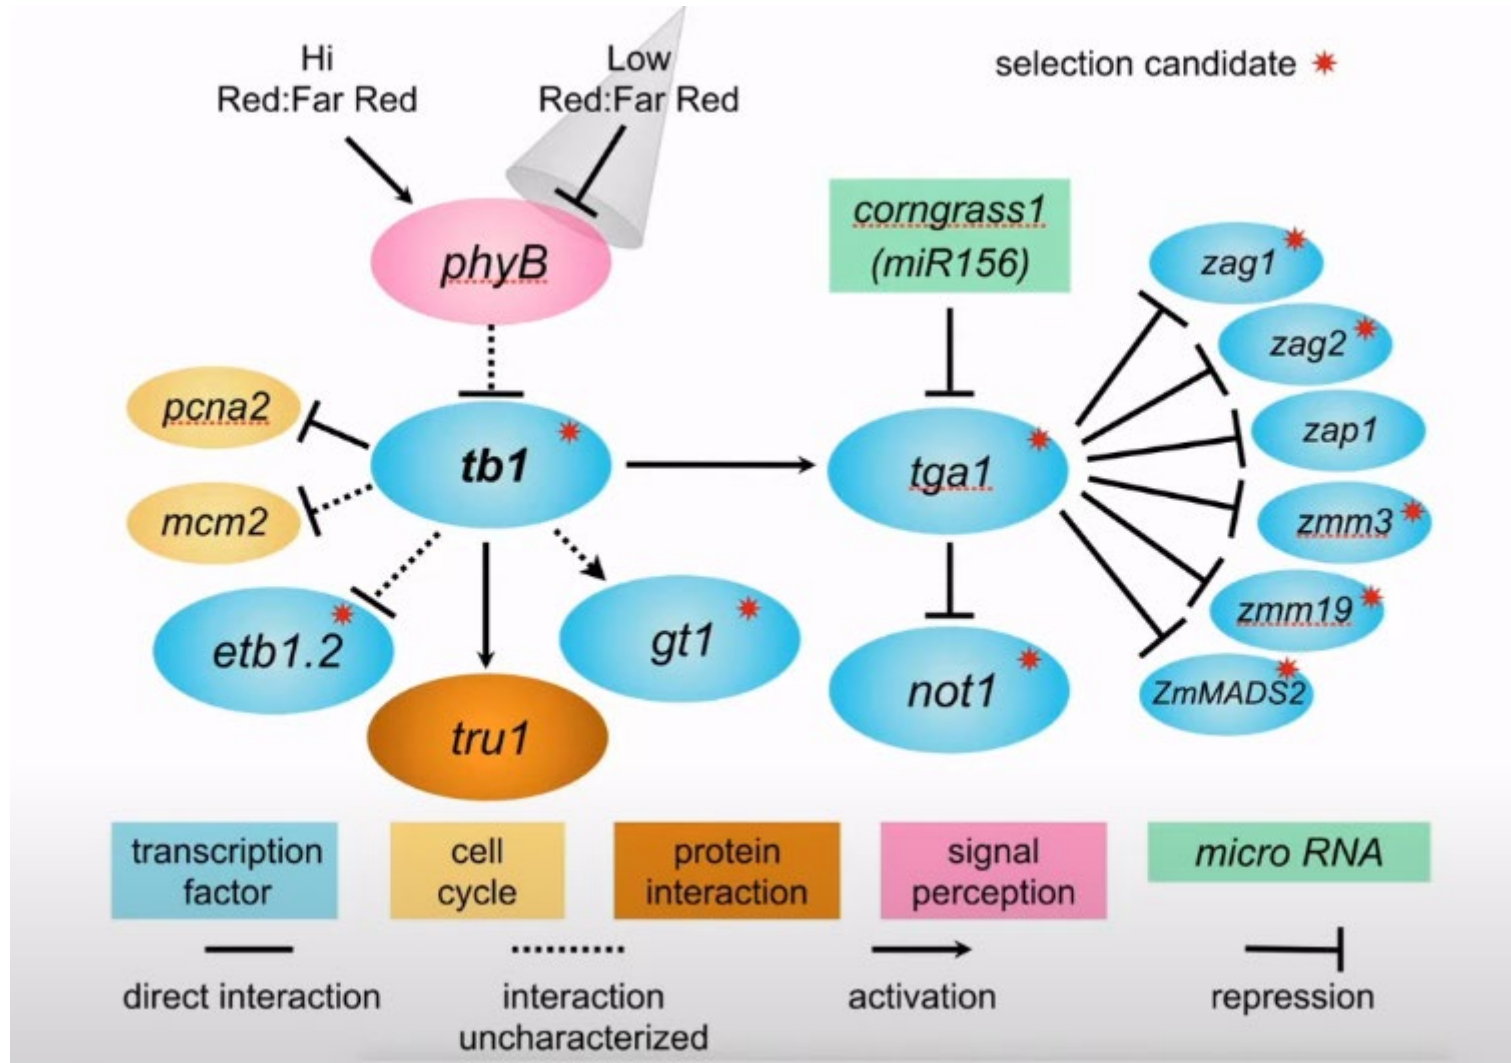 Hi
Red:Far Red
Low
Red:Far Red
selection candidate
phyB
corngrass1
(miR156)
zag1
zag2
pcna2
tb1
tga1
zap1
mcm2
zmm3
etb1.2
gt1
not1
zmm19
ZmMADS2
tru1
transcription
factor
cell
cycle
protein
interaction
signal
perception
micro RNA
direct interaction
interaction
uncharacterized
activation
repression